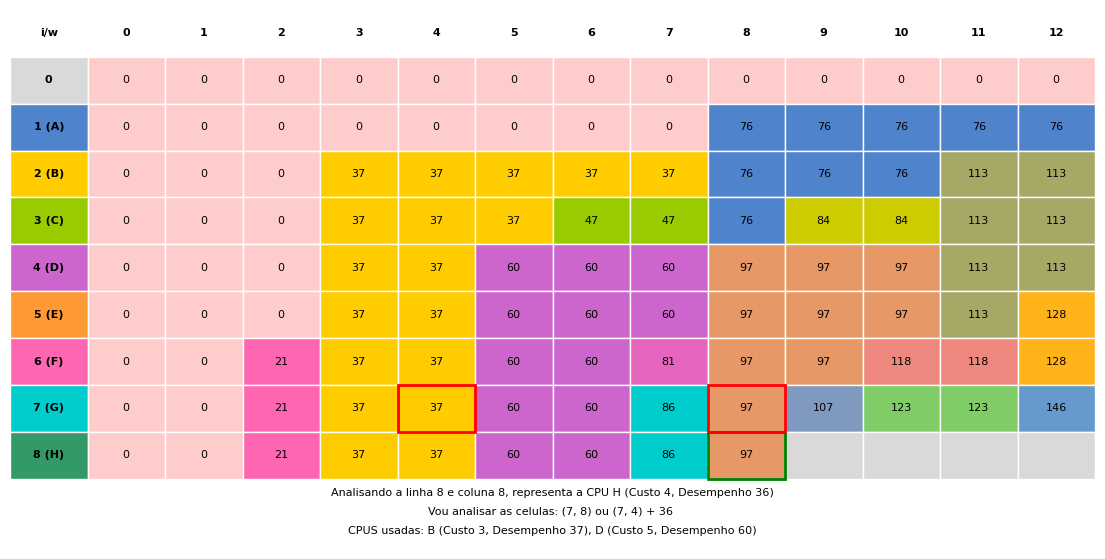 i/w 0 1 2 3 4 5 6 7 8 9 10 11 12
0 0 0 0 0 0 0 0 0 0 0 0 0 0
1 (A) 0 0 0 0 0 0 0 0 76 76 76 76 76
2 (B) 0 0 0 37 37 37 37 37 76 76 76 113 113
3 (C) 0 0 0 37 37 37 47 47 76 84 84 113 113
4 (D) 0 0 0 37 37 60 60 60 97 97 97 113 113
5 (E) 0 0 0 37 37 60 60 60 97 97 97 113 128
6 (F) 0 0 21 37 37 60 60 81 97 97 118 118 128
7 (G) 0 0 21 37 37 60 60 86 97 107 123 123 146
8 (H) 0 0 21 37 37 60 60 86 97
Analisando a linha 8 e coluna 8, representa a CPU H (Custo 4, Desempenho 36)
Vou analisar as celulas: (7, 8) ou (7, 4) + 36
CPUS usadas: B (Custo 3, Desempenho 37), D (Custo 5, Desempenho 60)